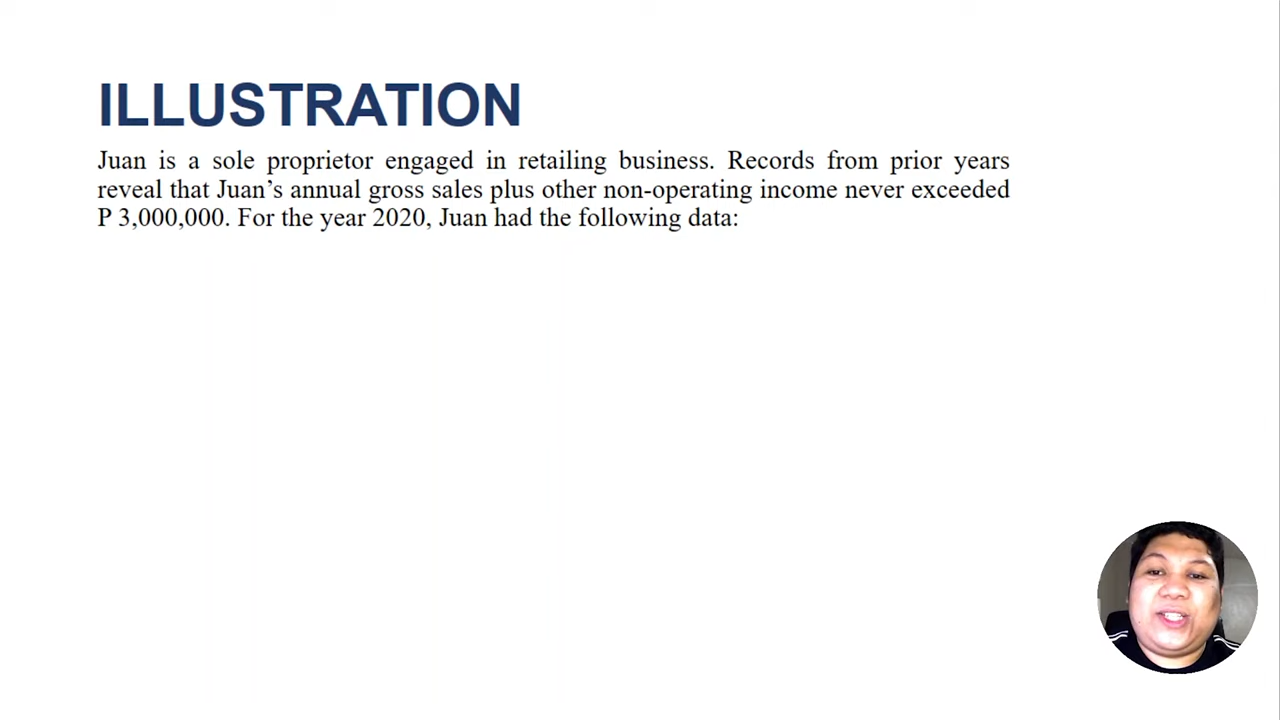 ILLUSTRATION
Juan is a sole proprietor engaged in retailing business. Records from prior years
reveal that Juan’s annual gross sales plus other non-operating income never exceeded
P 3,000,000. For the year 2020, Juan had the following data: